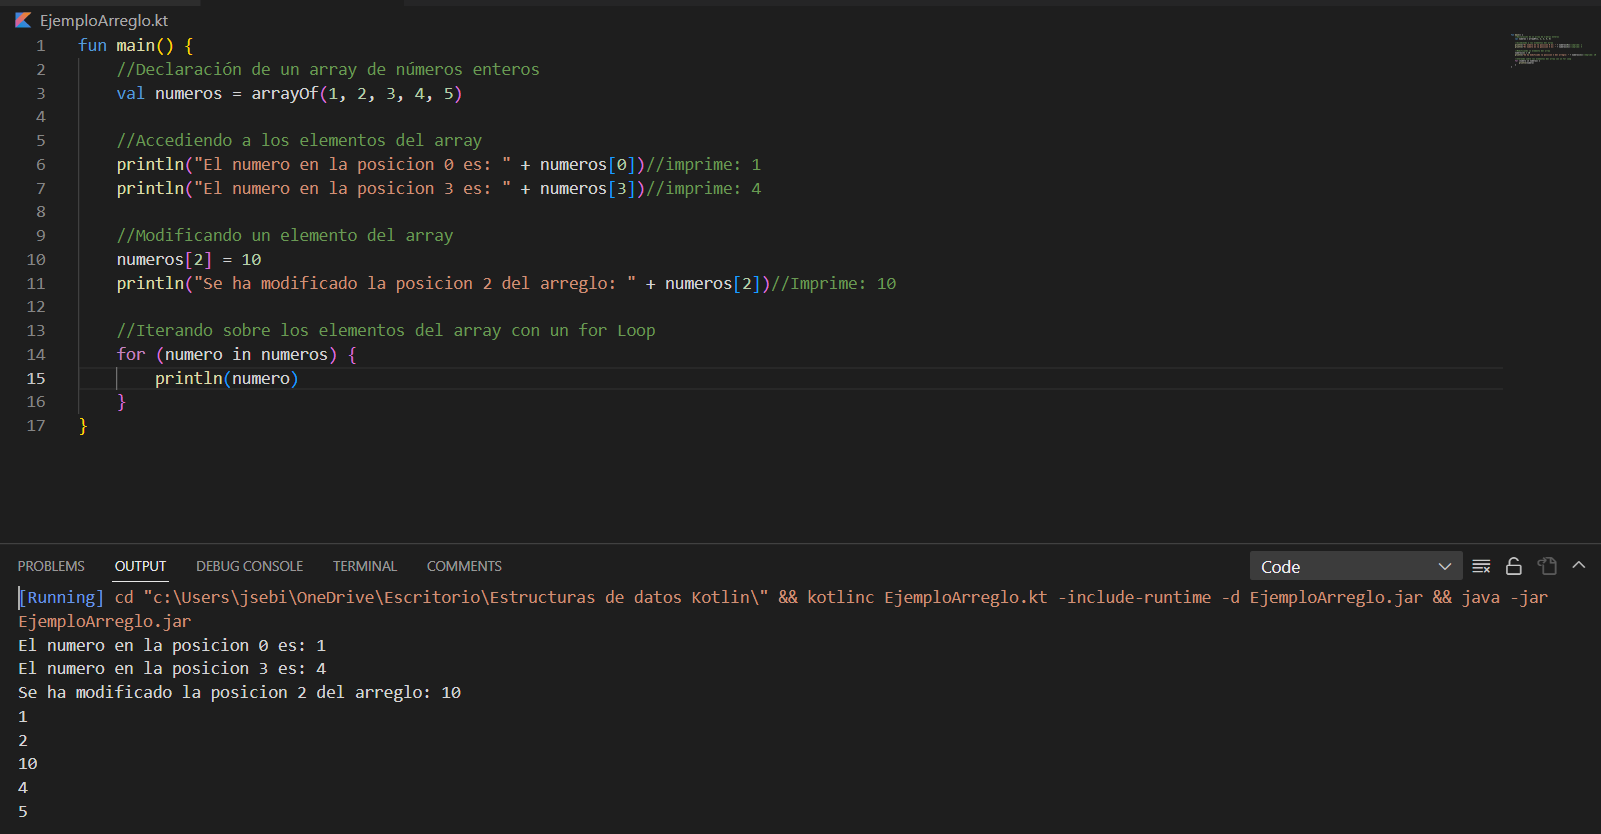 EjemploArreglo.kt
1 fun main() {
2 //Declaración de un array de números enteros
3 val numeros = arrayOf(1, 2, 3, 4, 5)
4
5 //Accediendo a los elementos del array
6 println("El numero en la posicion 0 es: " + numeros[0])//imprime: 1
7 println("El numero en la posicion 3 es: " + numeros[3])//imprime: 4
8
9 //Modificando un elemento del array
10 numeros[2] = 10
11 println("Se ha modificado la posicion 2 del arreglo: " + numeros[2])//Imprime: 10
12
13 //Iterando sobre los elementos del array con un for Loop
14 for (numero in numeros) {
15 println(numero)
16 }
17 }
PROBLEMS OUTPUT DEBUG CONSOLE TERMINAL COMMENTS Code
[Running] cd "c:\Users\jsebi\OneDrive\Escritorio\Estructuras de datos Kotlin\" && kotlinc EjemploArreglo.kt -include-runtime -d EjemploArreglo.jar && java -jar
EjemploArreglo.jar
El numero en la posicion 0 es: 1
El numero en la posicion 3 es: 4
Se ha modificado la posicion 2 del arreglo: 10
1
2
10
4
5